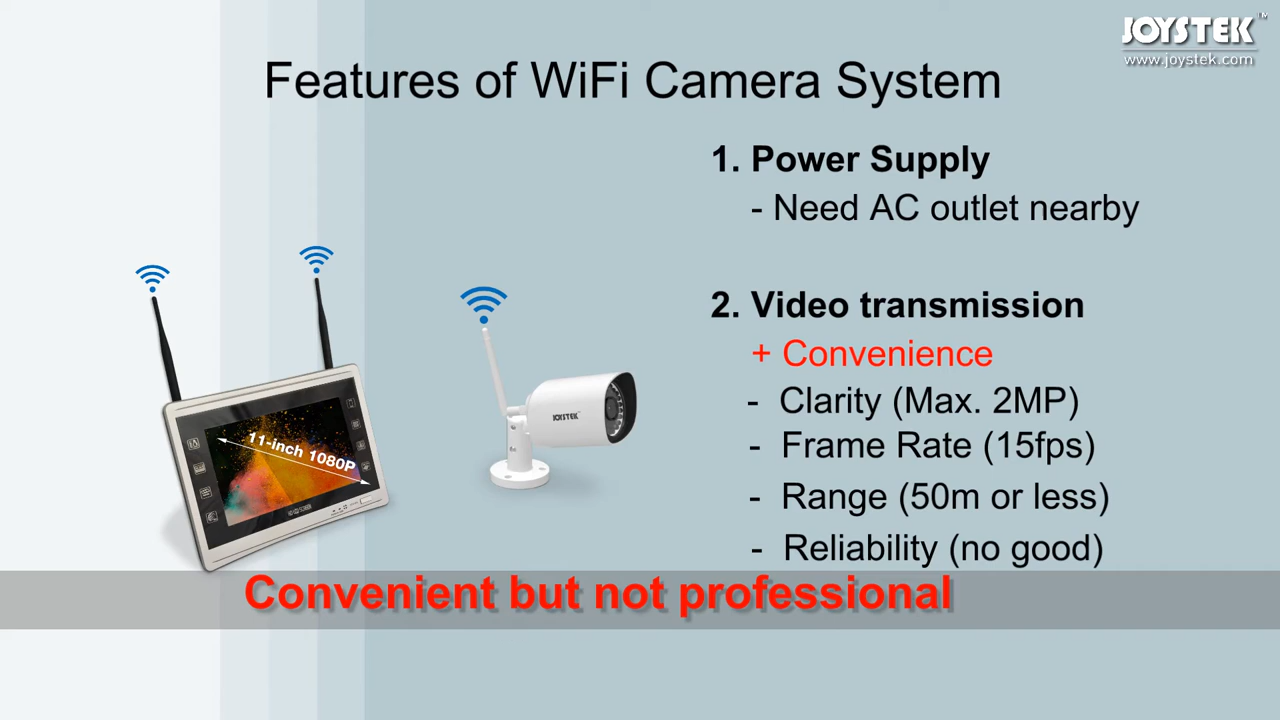 JOYSTEK™
www.joystek.com
Features of WiFi Camera System
1. Power Supply
- Need AC outlet nearby
2. Video transmission
+ Convenience
- Clarity (Max. 2MP)
- Frame Rate (15fps)
- Range (50m or less)
- Reliability (no good)
11-inch 1080P
JOYSTEK
Convenient but not professional